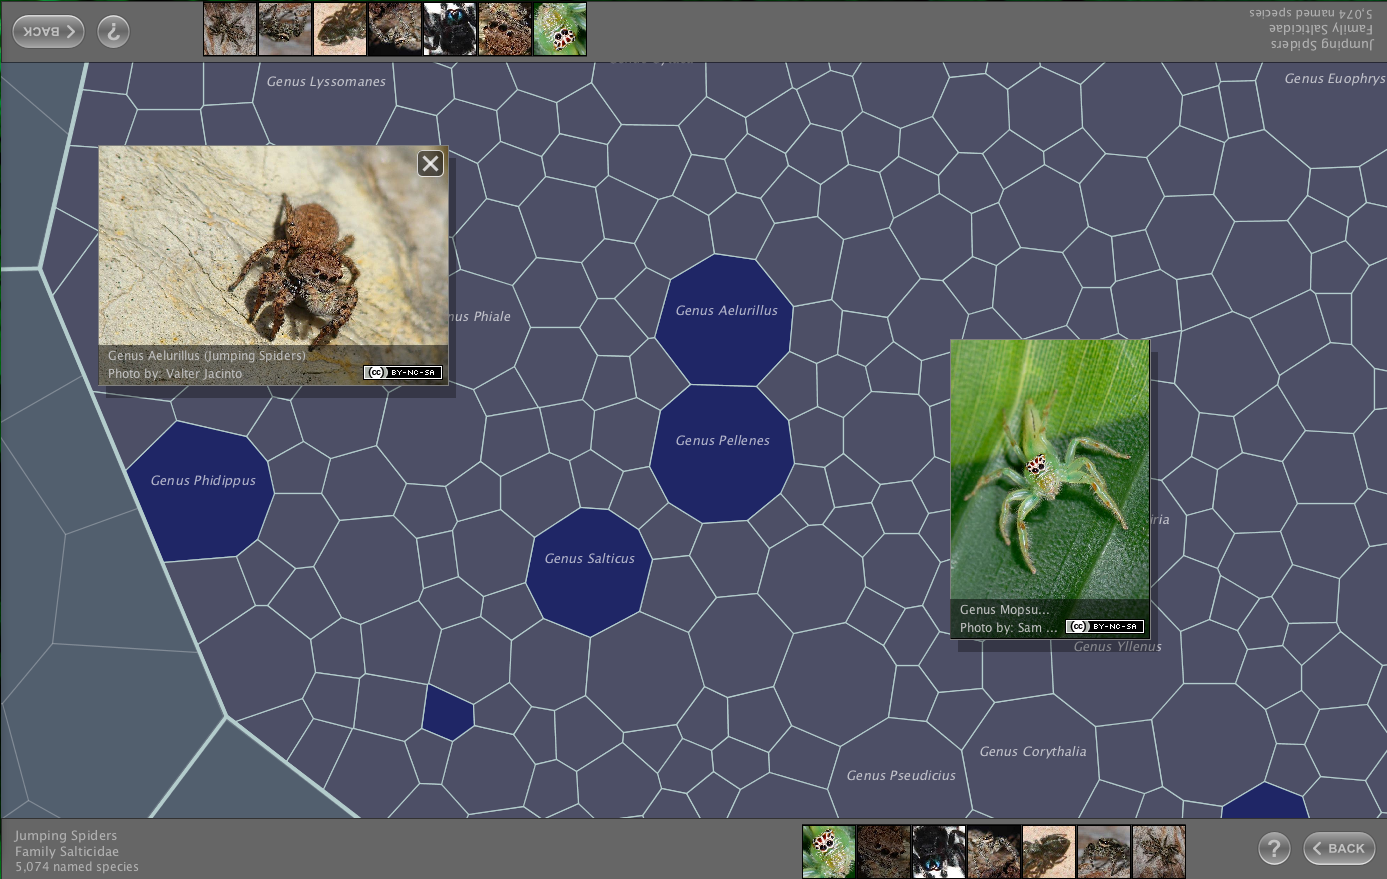 BACK
?
Jumping Spiders
Family Salticidae
5,074 named species
Genus Lyssomanes
Genus Euophrys
Genus Aelurillus (Jumping Spiders)
Photo by: Valter Jacinto
cc BY-NC-SA
Phiale
Genus Aelurillus
Genus Pellenes
Genus Phidippus
Genus Salticus
Genus Mopsu...
Photo by: Sam ...
cc BY-NC-SA
Genus Yllenus
Genus Corythalia
Genus Pseudicius
Jumping Spiders
Family Salticidae
5,074 named species
?
BACK